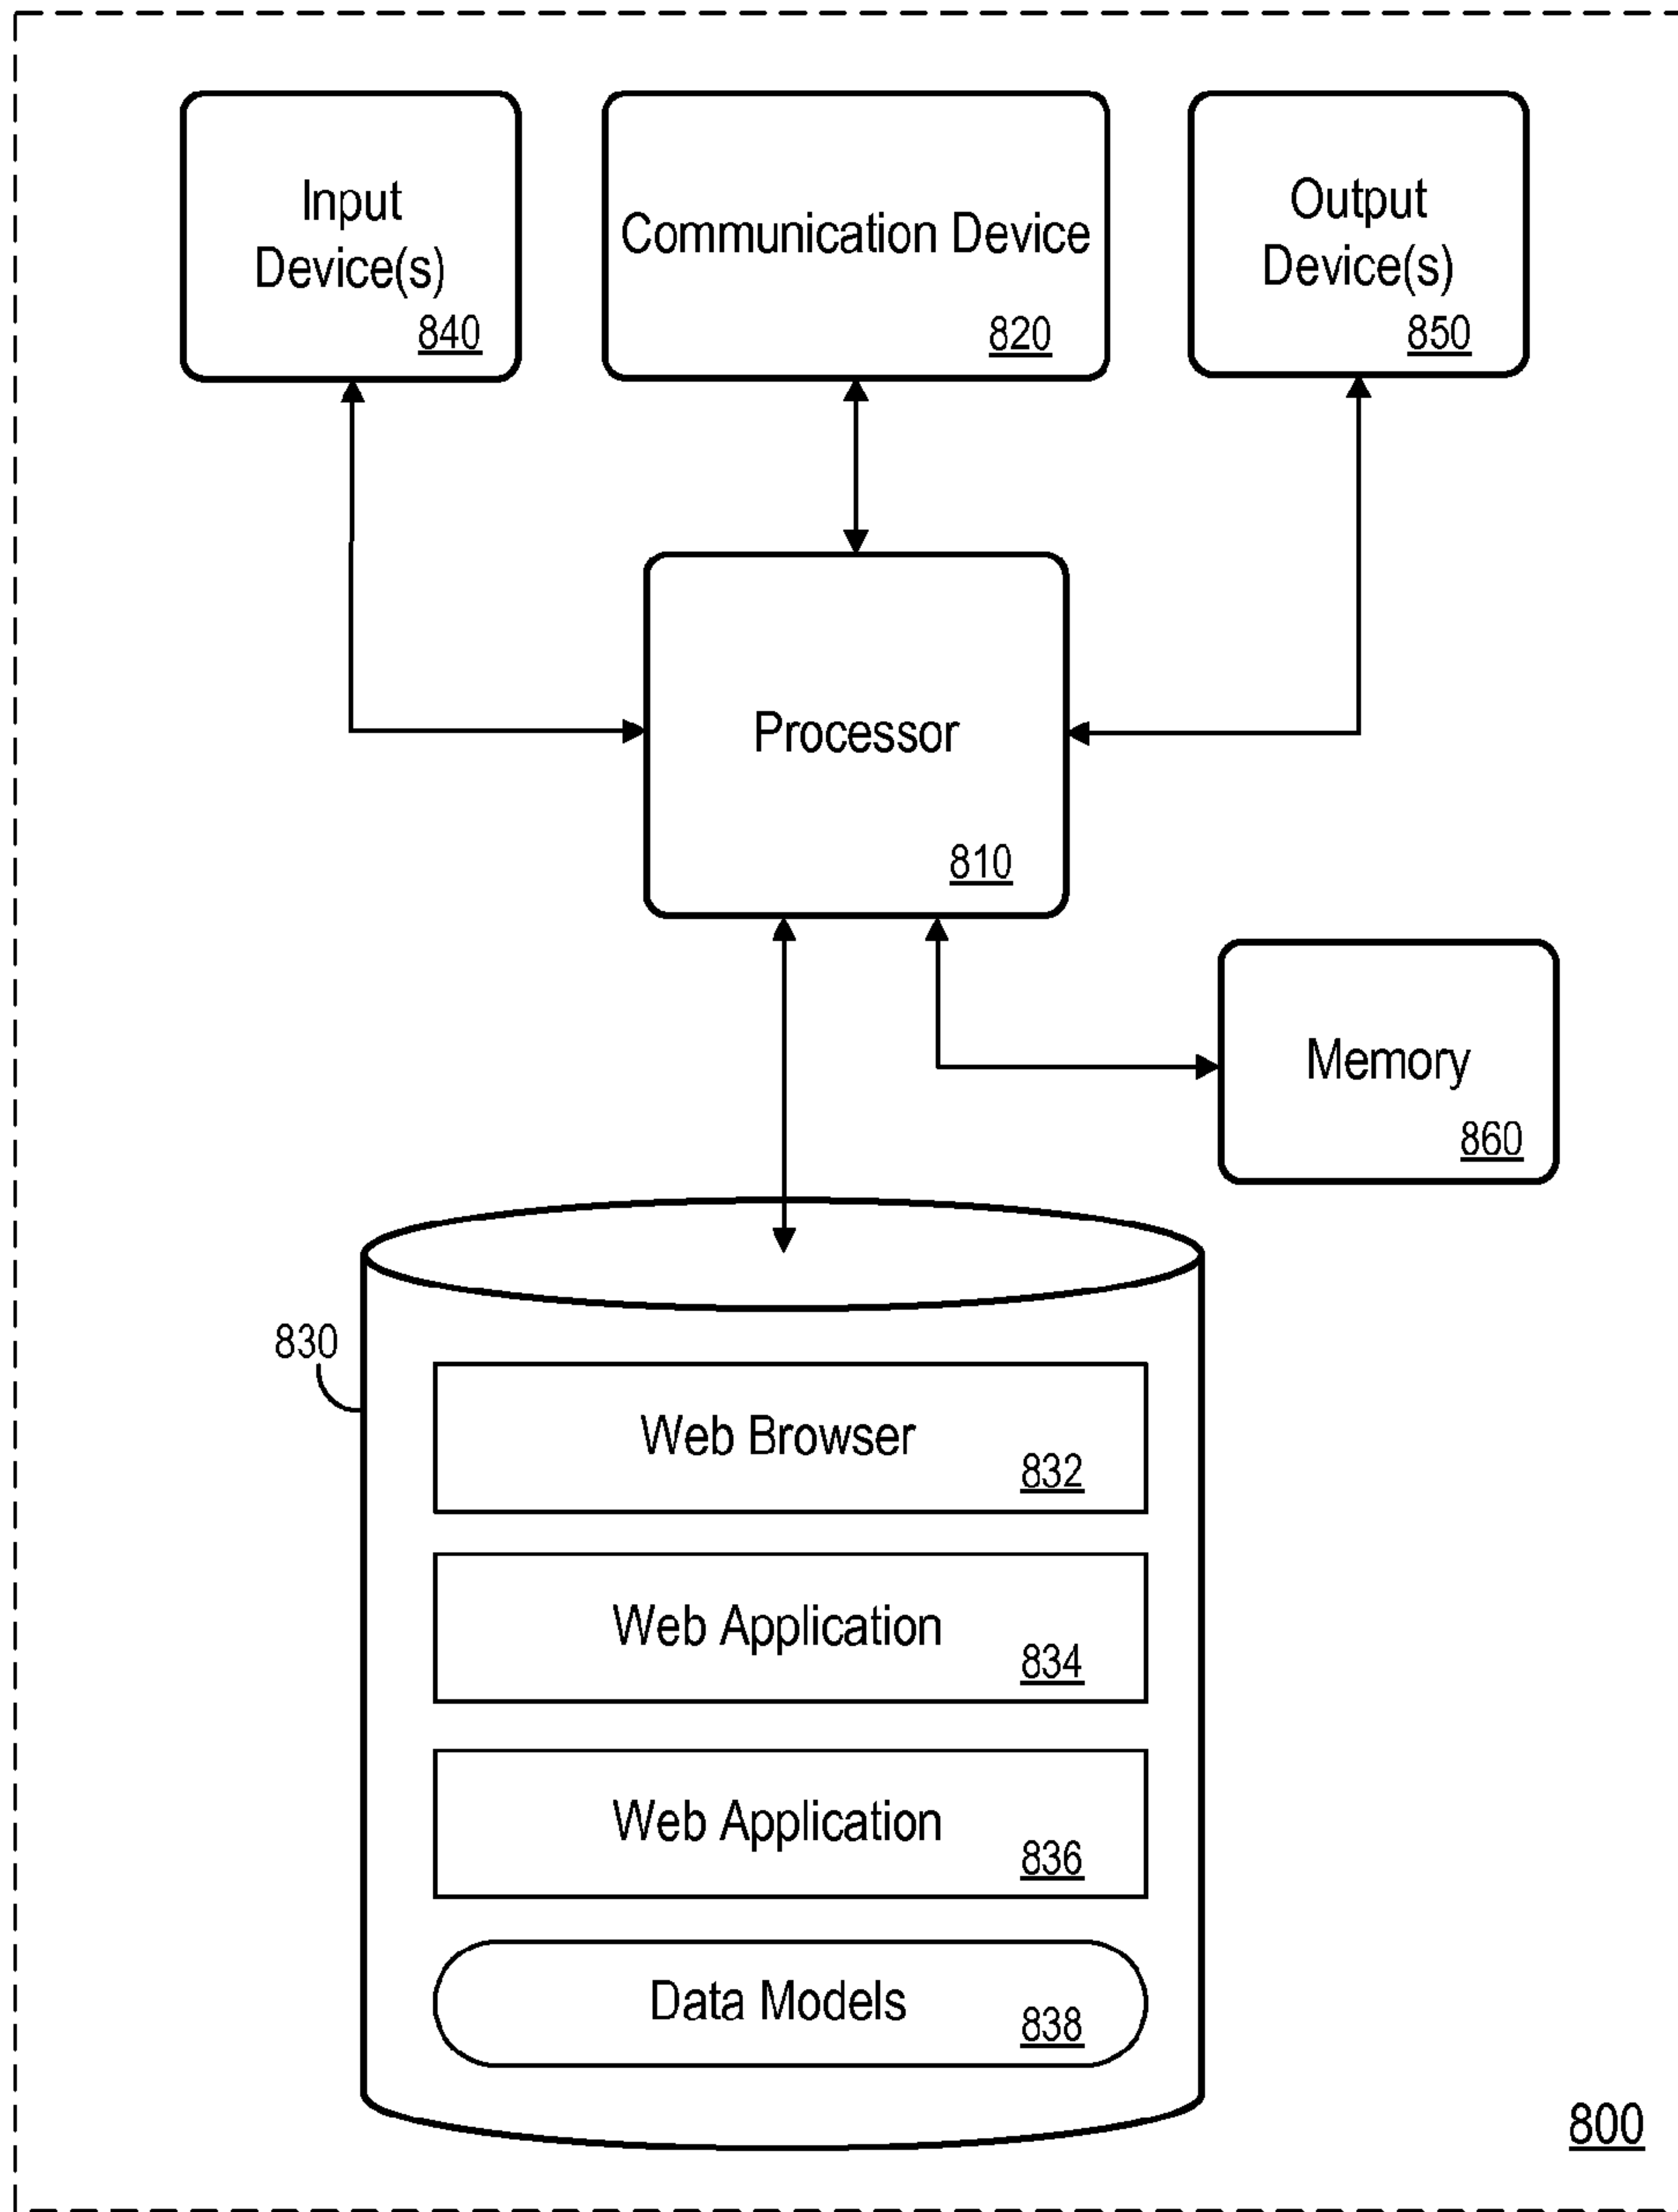 Input
Device(s)
840
Communication Device
820
Output
Device(s)
850
Processor
810
Memory
860
830
Web Browser
832
Web Application
834
Web Application
836
Data Models
838
800